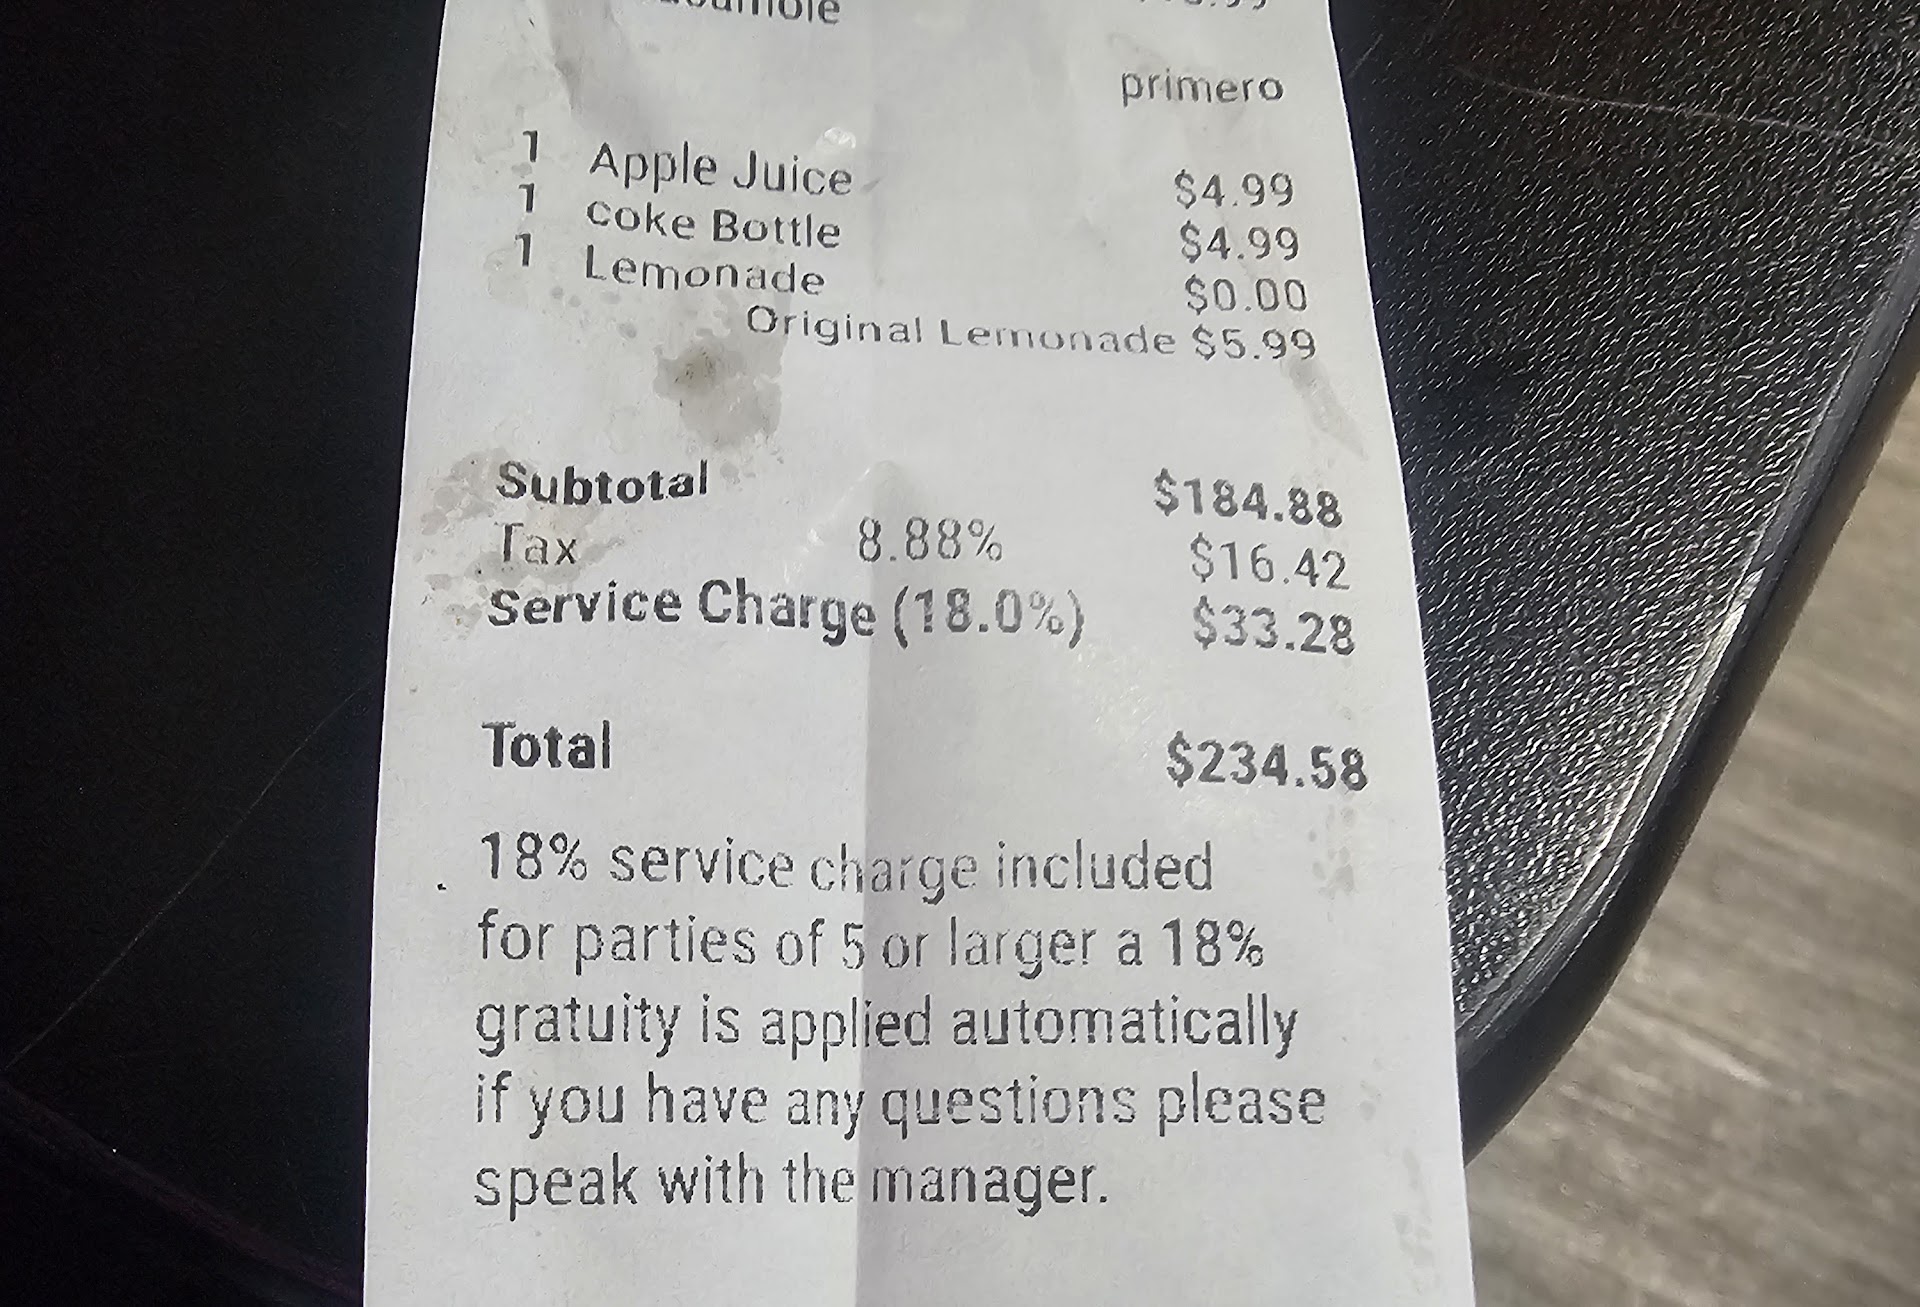 primero
1 Apple Juice $4.99
1 coke Bottle $4.99
1 Lemonade $0.00
Original Lemonade $5.99
Subtotal $184.88
Tax 8.88% $16.42
Service Charge (18.0%) $33.28
Total $234.58
18% service charge included
for parties of 5 or larger a 18%
gratuity is applied automatically
if you have any questions please
speak with the manager.